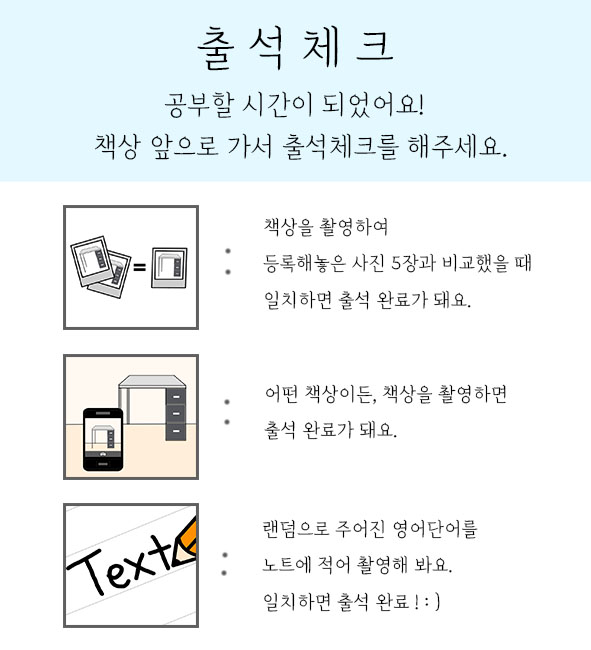 출석체크
공부할 시간이 되었어요!
책상 앞으로 가서 출석체크를 해주세요.
책상을 촬영하여
등록해놓은 사진 5장과 비교했을 때
일치하면 출석 완료가 돼요.
어떤 책상이든, 책상을 촬영하면
출석 완료가 돼요.
Text
랜덤으로 주어진 영어단어를
노트에 적어 촬영해 봐요.
일치하면 출석 완료 ! : )